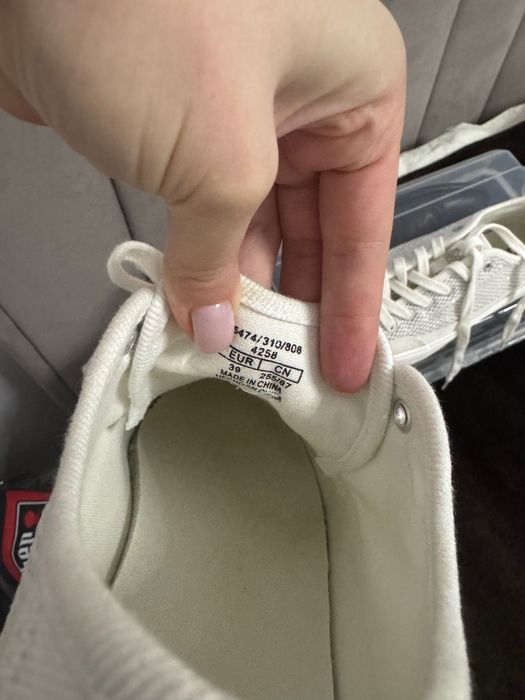 5474/310/808
4258
EUR CN
39 255/87
MADE IN CHINA